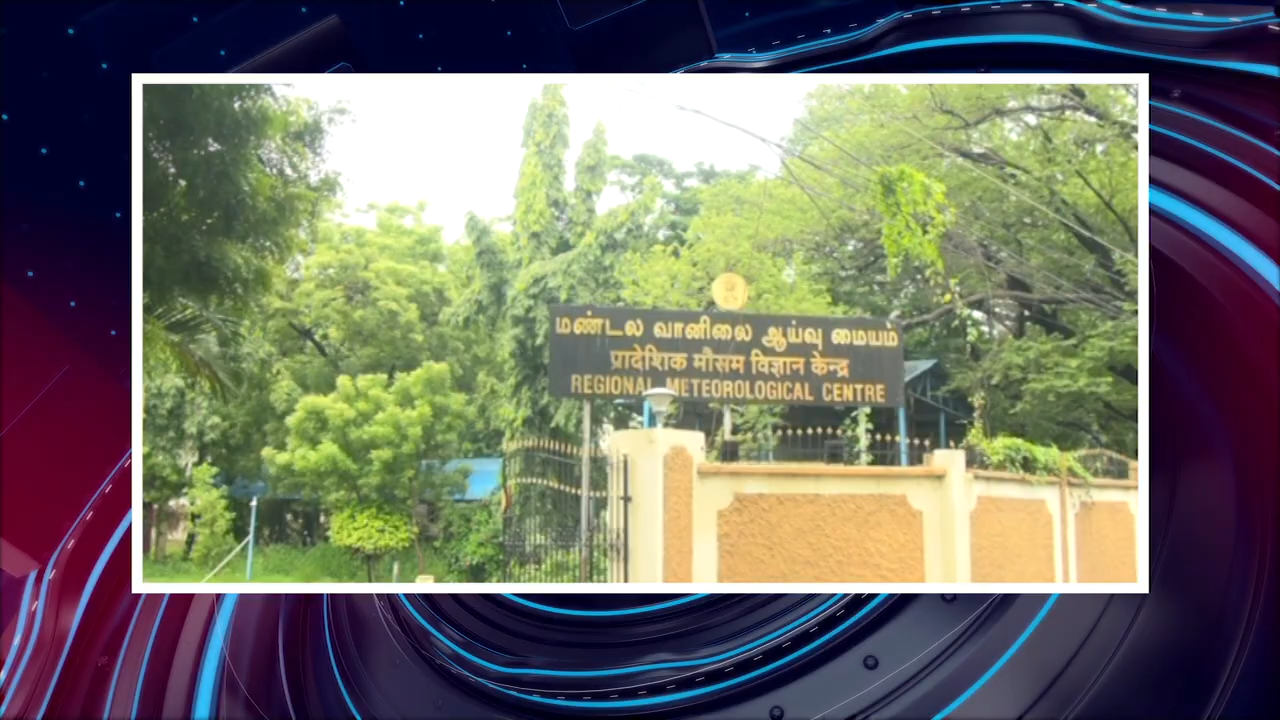 மண்டல வானிலை ஆய்வு மையம்
प्रादेशिक मौसम विज्ञान केन्द्र
REGIONAL METEOROLOGICAL CENTRE